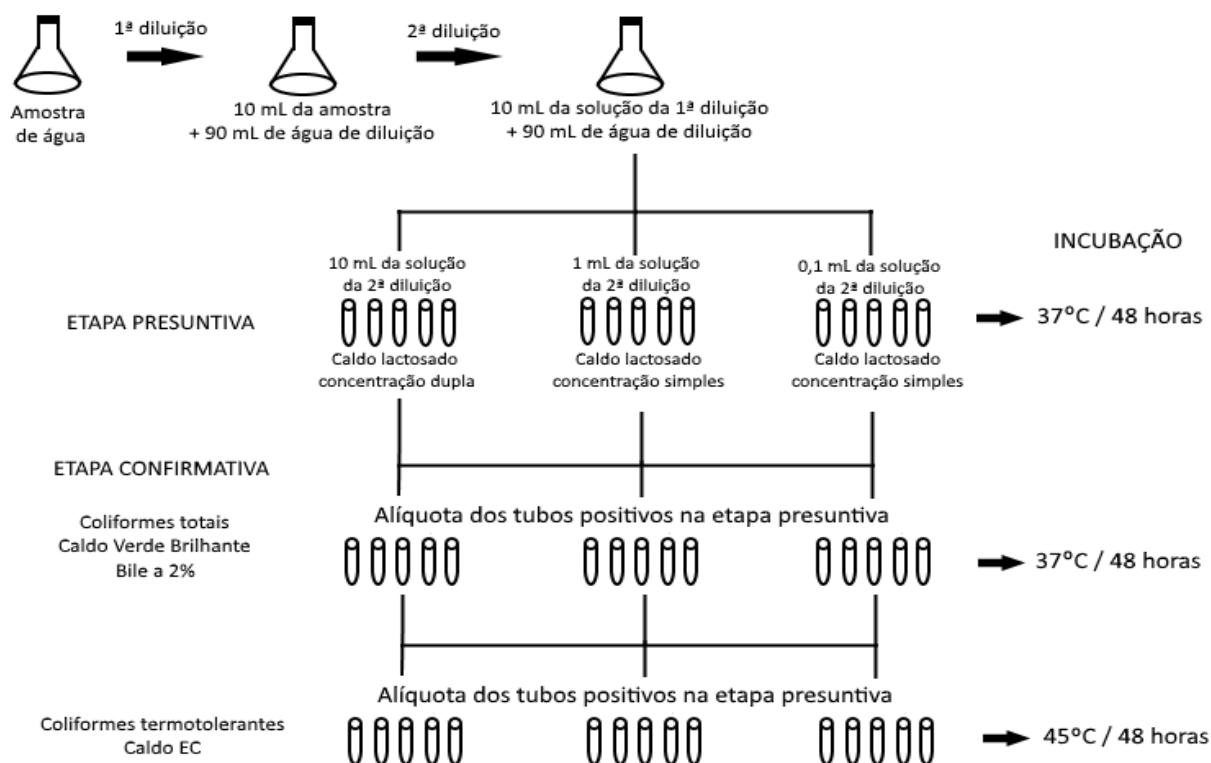 1ª diluição
2ª diluição
Amostra
de água
10 mL da amostra
+ 90 mL de água de diluição
10 mL da solução da 1ª diluição
+ 90 mL de água de diluição
INCUBAÇÃO
10 mL da solução
da 2ª diluição
1 mL da solução
da 2ª diluição
0,1 mL da solução
da 2ª diluição
ETAPA PRESUNTIVA
37°C / 48 horas
Caldo lactosado
concentração dupla
Caldo lactosado
concentração simples
Caldo lactosado
concentração simples
ETAPA CONFIRMATIVA
Alíquota dos tubos positivos na etapa presuntiva
Coliformes totais
Caldo Verde Brilhante
Bile a 2%
37°C / 48 horas
Alíquota dos tubos positivos na etapa presuntiva
Coliformes termotolerantes
Caldo EC
45°C / 48 horas